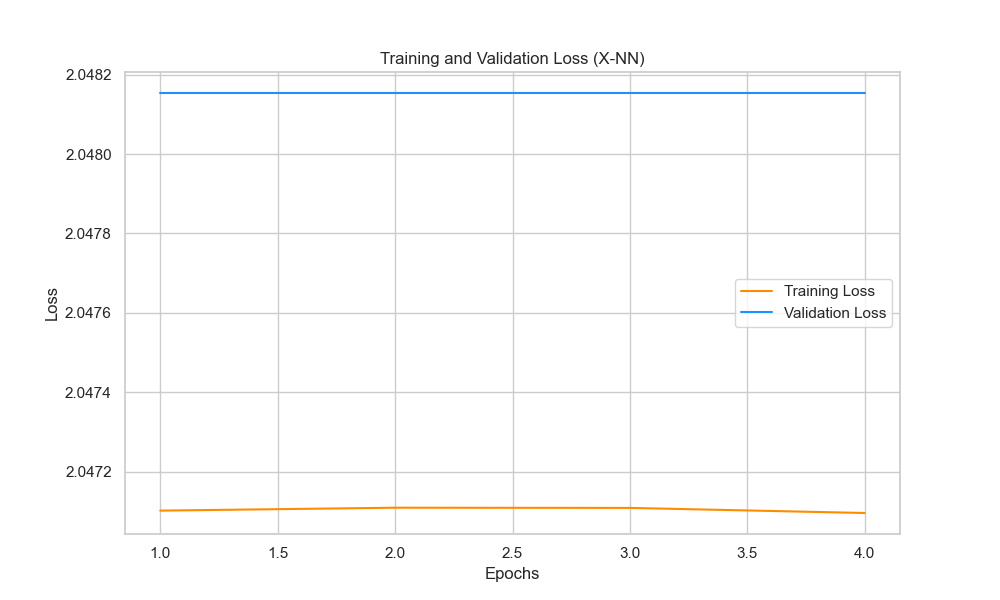 Training and Validation Loss (X-NN)
2.0482
2.0480
2.0478
2.0476
2.0474
2.0472
Loss
Training Loss
Validation Loss
1.0 1.5 2.0 2.5 3.0 3.5 4.0
Epochs